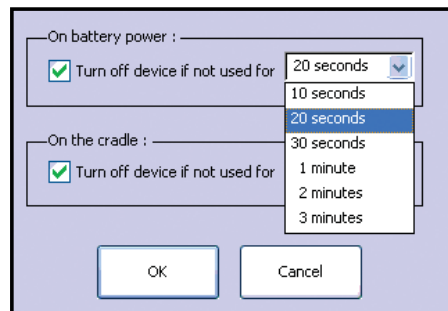 On battery power :
Turn off device if not used for 20 seconds
10 seconds
20 seconds
30 seconds
1 minute
2 minutes
3 minutes
On the cradle :
Turn off device if not used for
OK Cancel